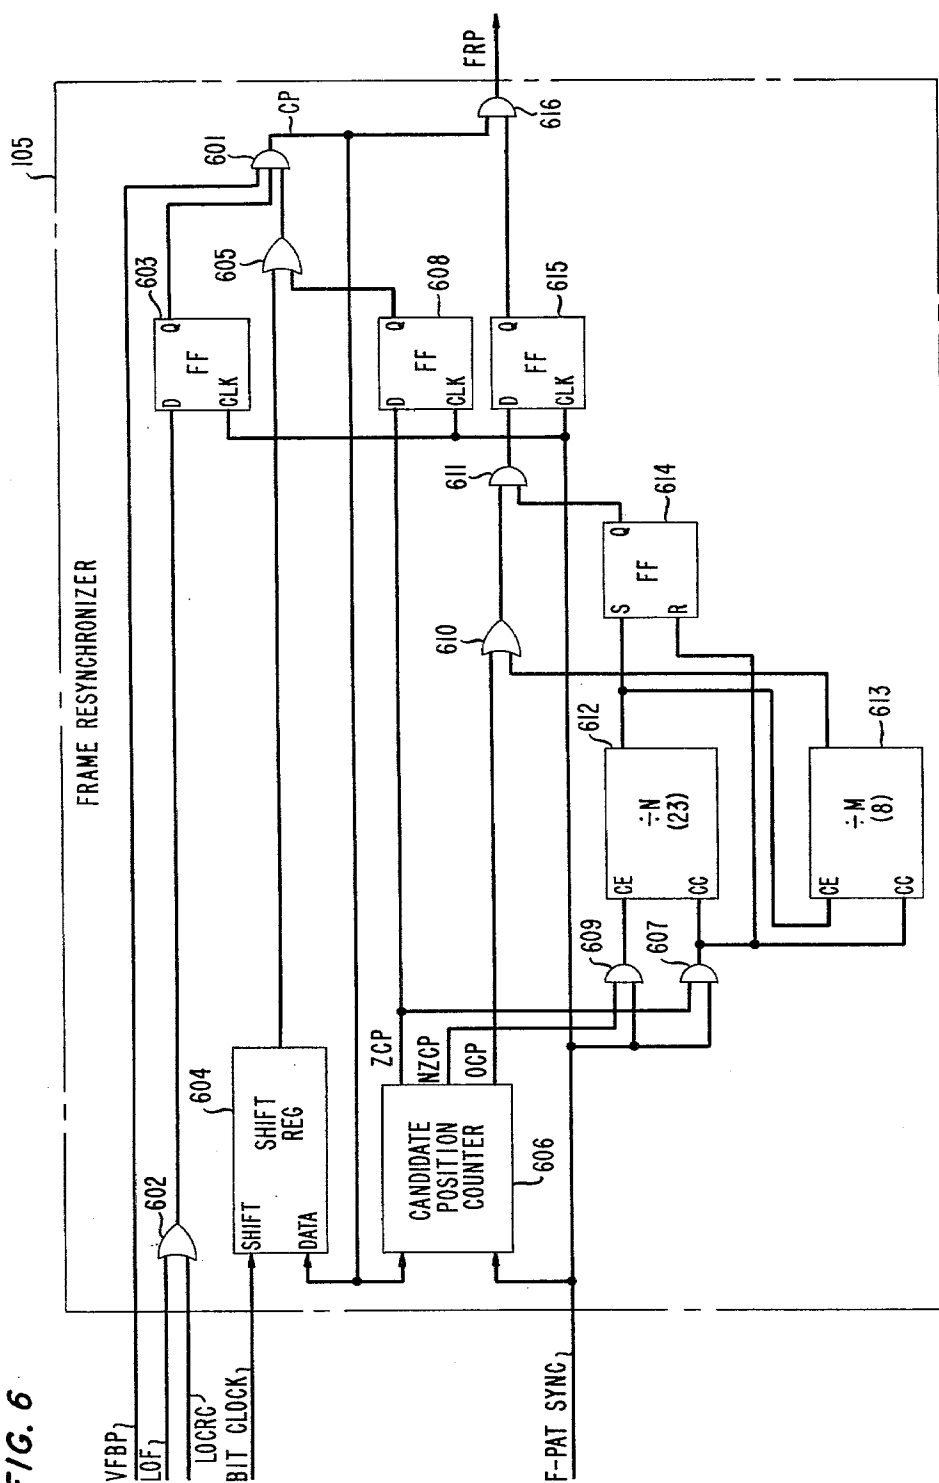 FIG. 6
105
FRAME RESYNCHRONIZER
VFBP
LOF
LOCRC
BIT CLOCK
F-PAT SYNC
602
603
D
Q
FF
CLK
601
CP
604
SHIFT
DATA
SHIFT
REG
605
CANDIDATE
POSITION
COUNTER
606
ZCP
NZCP
OCP
D
Q
FF
CLK
608
610
611
D
Q
FF
CLK
615
616
FRP
609
607
CE
CC
÷N
(23)
612
S
R
Q
FF
614
CE
CC
÷M
(8)
613